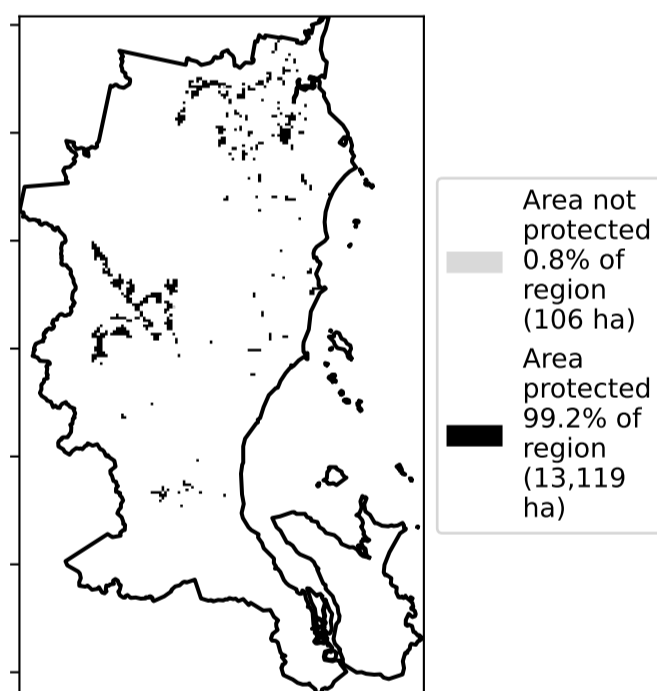 Area not
protected
0.8% of
region
(106 ha)
Area
protected
99.2% of
region
(13,119
ha)